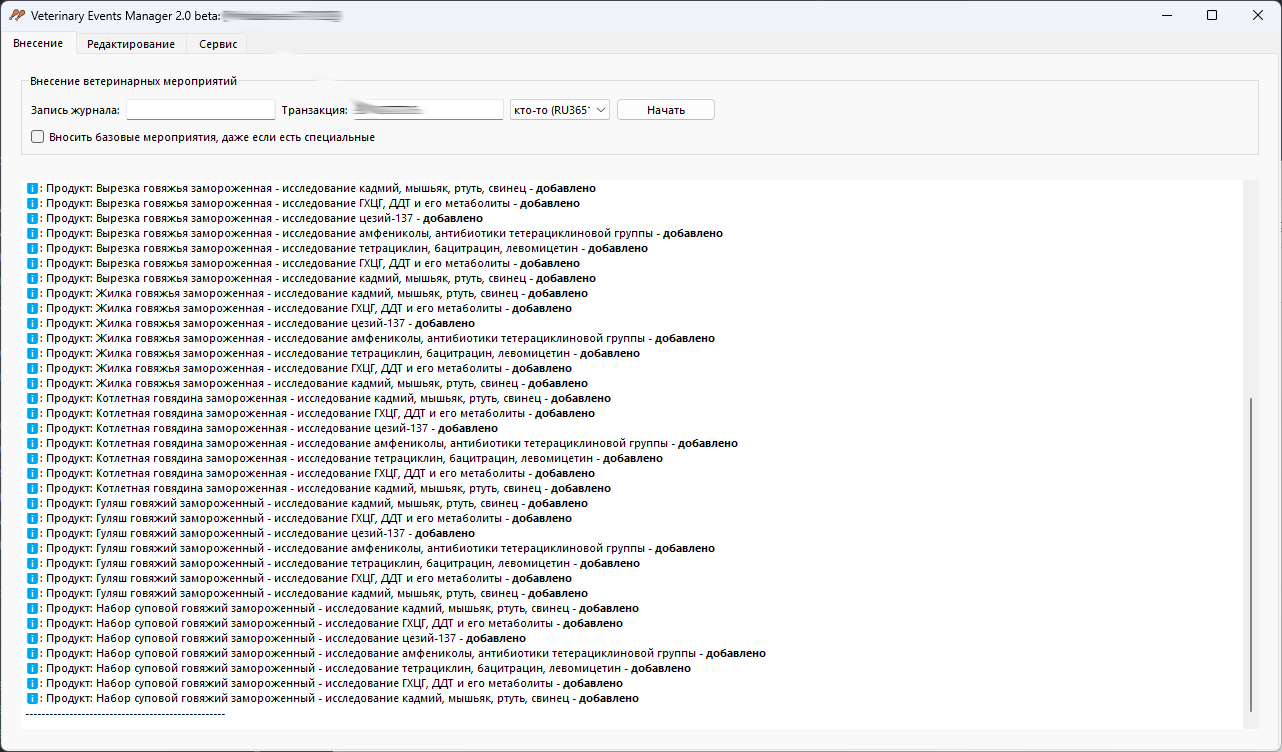 Veterinary Events Manager 2.0 beta:
Внесение Редактирование Сервис
Внесение ветеринарных мероприятий
Запись журнала: Транзакция: кто-то (RU365 Начать
Вносить базовые мероприятия, даже если есть специальные
i: Продукт: Вырезка говяжья замороженная - исследование кадмий, мышьяк, ртуть, свинец - добавлено
i: Продукт: Вырезка говяжья замороженная - исследование ГХЦГ, ДДТ и его метаболиты - добавлено
i: Продукт: Вырезка говяжья замороженная - исследование цезий-137 - добавлено
i: Продукт: Вырезка говяжья замороженная - исследование амфениколы, антибиотики тетерациклиновой группы - добавлено
i: Продукт: Вырезка говяжья замороженная - исследование тетрациклин, бацитрацин, левомицетин - добавлено
i: Продукт: Вырезка говяжья замороженная - исследование ГХЦГ, ДДТ и его метаболиты - добавлено
i: Продукт: Вырезка говяжья замороженная - исследование кадмий, мышьяк, ртуть, свинец - добавлено
i: Продукт: Жилка говяжья замороженная - исследование кадмий, мышьяк, ртуть, свинец - добавлено
i: Продукт: Жилка говяжья замороженная - исследование ГХЦГ, ДДТ и его метаболиты - добавлено
i: Продукт: Жилка говяжья замороженная - исследование цезий-137 - добавлено
i: Продукт: Жилка говяжья замороженная - исследование амфениколы, антибиотики тетерациклиновой группы - добавлено
i: Продукт: Жилка говяжья замороженная - исследование тетрациклин, бацитрацин, левомицетин - добавлено
i: Продукт: Жилка говяжья замороженная - исследование ГХЦГ, ДДТ и его метаболиты - добавлено
i: Продукт: Жилка говяжья замороженная - исследование кадмий, мышьяк, ртуть, свинец - добавлено
i: Продукт: Котлетная говядина замороженная - исследование кадмий, мышьяк, ртуть, свинец - добавлено
i: Продукт: Котлетная говядина замороженная - исследование ГХЦГ, ДДТ и его метаболиты - добавлено
i: Продукт: Котлетная говядина замороженная - исследование цезий-137 - добавлено
i: Продукт: Котлетная говядина замороженная - исследование амфениколы, антибиотики тетерациклиновой группы - добавлено
i: Продукт: Котлетная говядина замороженная - исследование тетрациклин, бацитрацин, левомицетин - добавлено
i: Продукт: Котлетная говядина замороженная - исследование ГХЦГ, ДДТ и его метаболиты - добавлено
i: Продукт: Котлетная говядина замороженная - исследование кадмий, мышьяк, ртуть, свинец - добавлено
i: Продукт: Гуляш говяжий замороженный - исследование кадмий, мышьяк, ртуть, свинец - добавлено
i: Продукт: Гуляш говяжий замороженный - исследование ГХЦГ, ДДТ и его метаболиты - добавлено
i: Продукт: Гуляш говяжий замороженный - исследование цезий-137 - добавлено
i: Продукт: Гуляш говяжий замороженный - исследование амфениколы, антибиотики тетерациклиновой группы - добавлено
i: Продукт: Гуляш говяжий замороженный - исследование тетрациклин, бацитрацин, левомицетин - добавлено
i: Продукт: Гуляш говяжий замороженный - исследование ГХЦГ, ДДТ и его метаболиты - добавлено
i: Продукт: Гуляш говяжий замороженный - исследование кадмий, мышьяк, ртуть, свинец - добавлено
i: Продукт: Набор суповой говяжий замороженный - исследование кадмий, мышьяк, ртуть, свинец - добавлено
i: Продукт: Набор суповой говяжий замороженный - исследование ГХЦГ, ДДТ и его метаболиты - добавлено
i: Продукт: Набор суповой говяжий замороженный - исследование цезий-137 - добавлено
i: Продукт: Набор суповой говяжий замороженный - исследование амфениколы, антибиотики тетерациклиновой группы - добавлено
i: Продукт: Набор суповой говяжий замороженный - исследование тетрациклин, бацитрацин, левомицетин - добавлено
i: Продукт: Набор суповой говяжий замороженный - исследование ГХЦГ, ДДТ и его метаболиты - добавлено
i: Продукт: Набор суповой говяжий замороженный - исследование кадмий, мышьяк, ртуть, свинец - добавлено
--------------------------------------------------